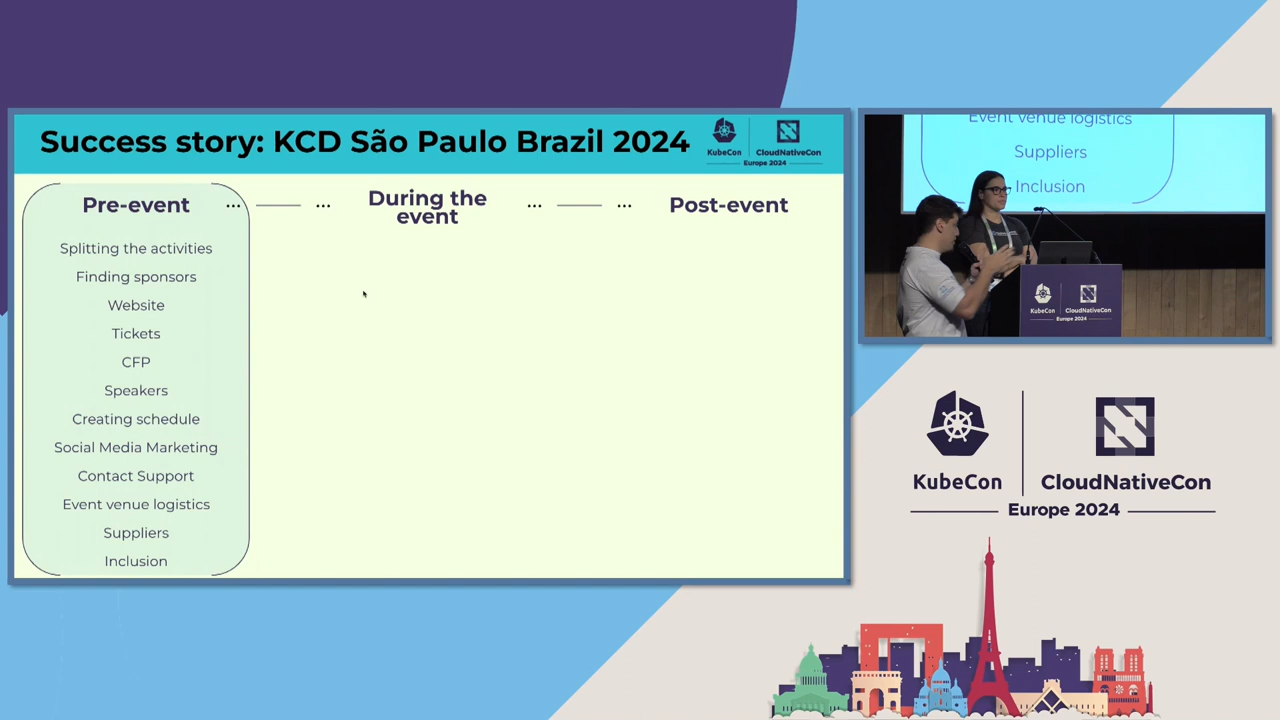 Success story: KCD São Paulo Brazil 2024
KubeCon
CloudNativeCon
Europe 2024
Pre-event
...
...
During the
event
...
...
Post-event
Splitting the activities
Finding sponsors
Website
Tickets
CFP
Speakers
Creating schedule
Social Media Marketing
Contact Support
Event venue logistics
Suppliers
Inclusion
Event venue logistics
Suppliers
Inclusion
KubeCon
CloudNativeCon
Europe 2024
KubeCon
CloudNativeCon
Europe 2024